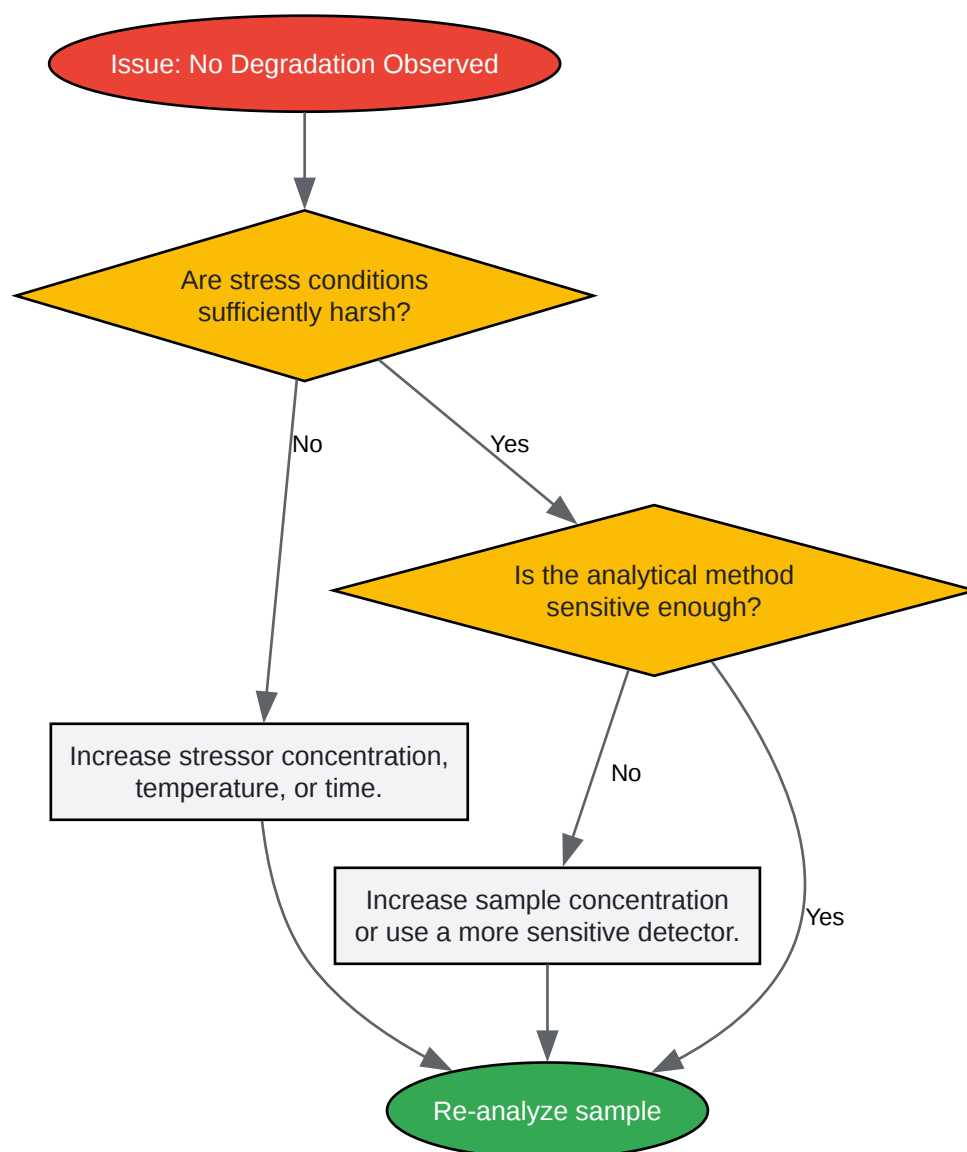 Issue: No Degradation Observed
Are stress conditions
sufficiently harsh?
No
Yes
Is the analytical method
sensitive enough?
Increase stressor concentration,
temperature, or time.
No
Increase sample concentration
or use a more sensitive detector.
Yes
Re-analyze sample